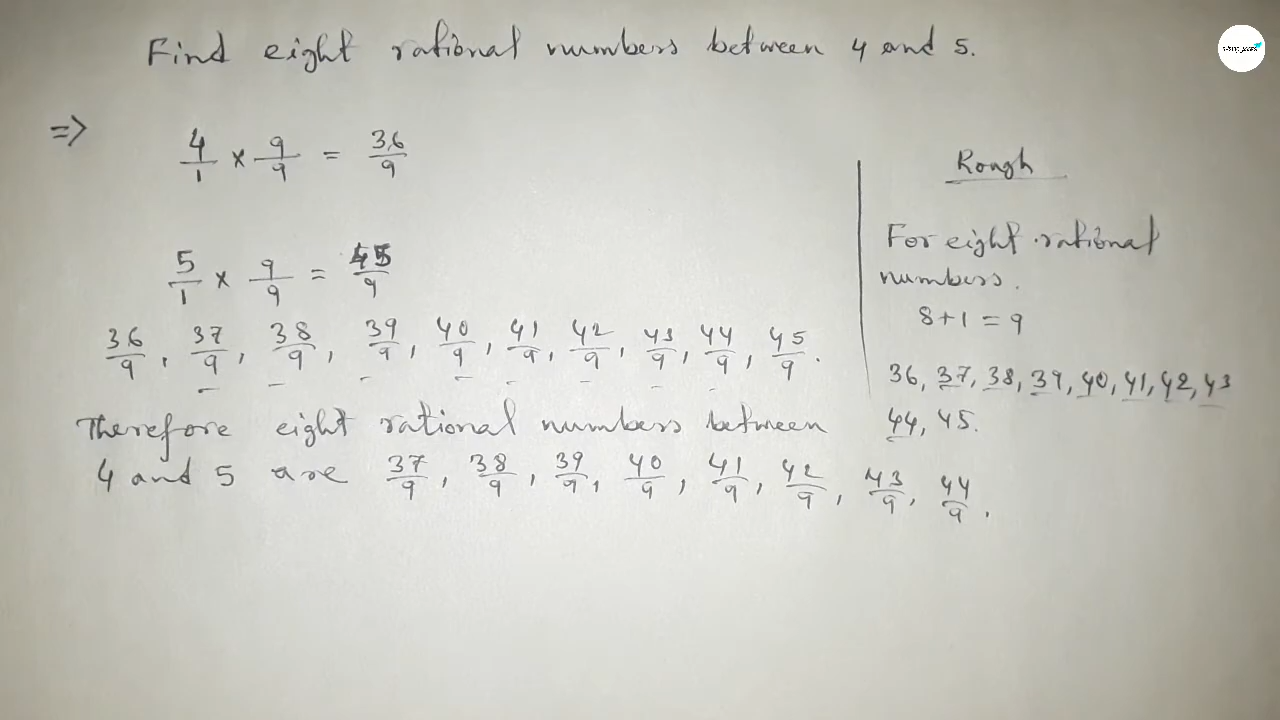 Find eight rational numbers between 4 and 5.
=> 4/1 × 9/9 = 36/9
5/1 × 9/9 = 45/9
36/9, 37/9, 38/9, 39/9, 40/9, 41/9, 42/9, 43/9, 44/9, 45/9.
Therefore eight rational numbers between
4 and 5 are 37/9, 38/9, 39/9, 40/9, 41/9, 42/9, 43/9, 44/9.
Rough
For eight rational
numbers.
8+1 = 9
36, 37, 38, 39, 40, 41, 42, 43
44, 45.